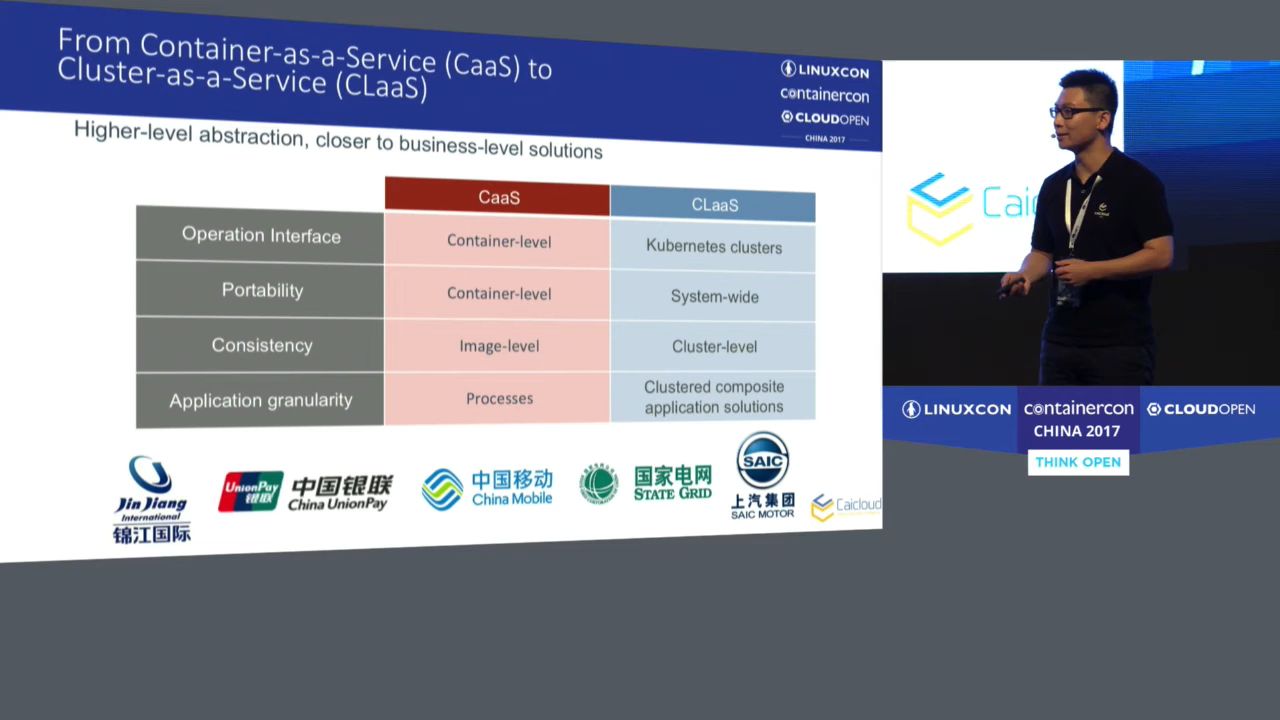 From Container-as-a-Service (CaaS) to
Cluster-as-a-Service (CLaaS)
LINUXCON
containercon
CLOUDOPEN
CHINA 2017
Higher-level abstraction, closer to business-level solutions
CaaS
CLaaS
Operation Interface
Container-level
Kubernetes clusters
Portability
Container-level
System-wide
Consistency
Image-level
Cluster-level
Application granularity
Processes
Clustered composite
application solutions
Jin Jiang
International
锦江国际
UnionPay
银联
中国银联
China UnionPay
中国移动
China Mobile
国家电网
STATE GRID
SAIC
上汽集团
SAIC MOTOR
Caicloud
Caic
LINUXCON
containercon
CLOUDOPEN
CHINA 2017
THINK OPEN